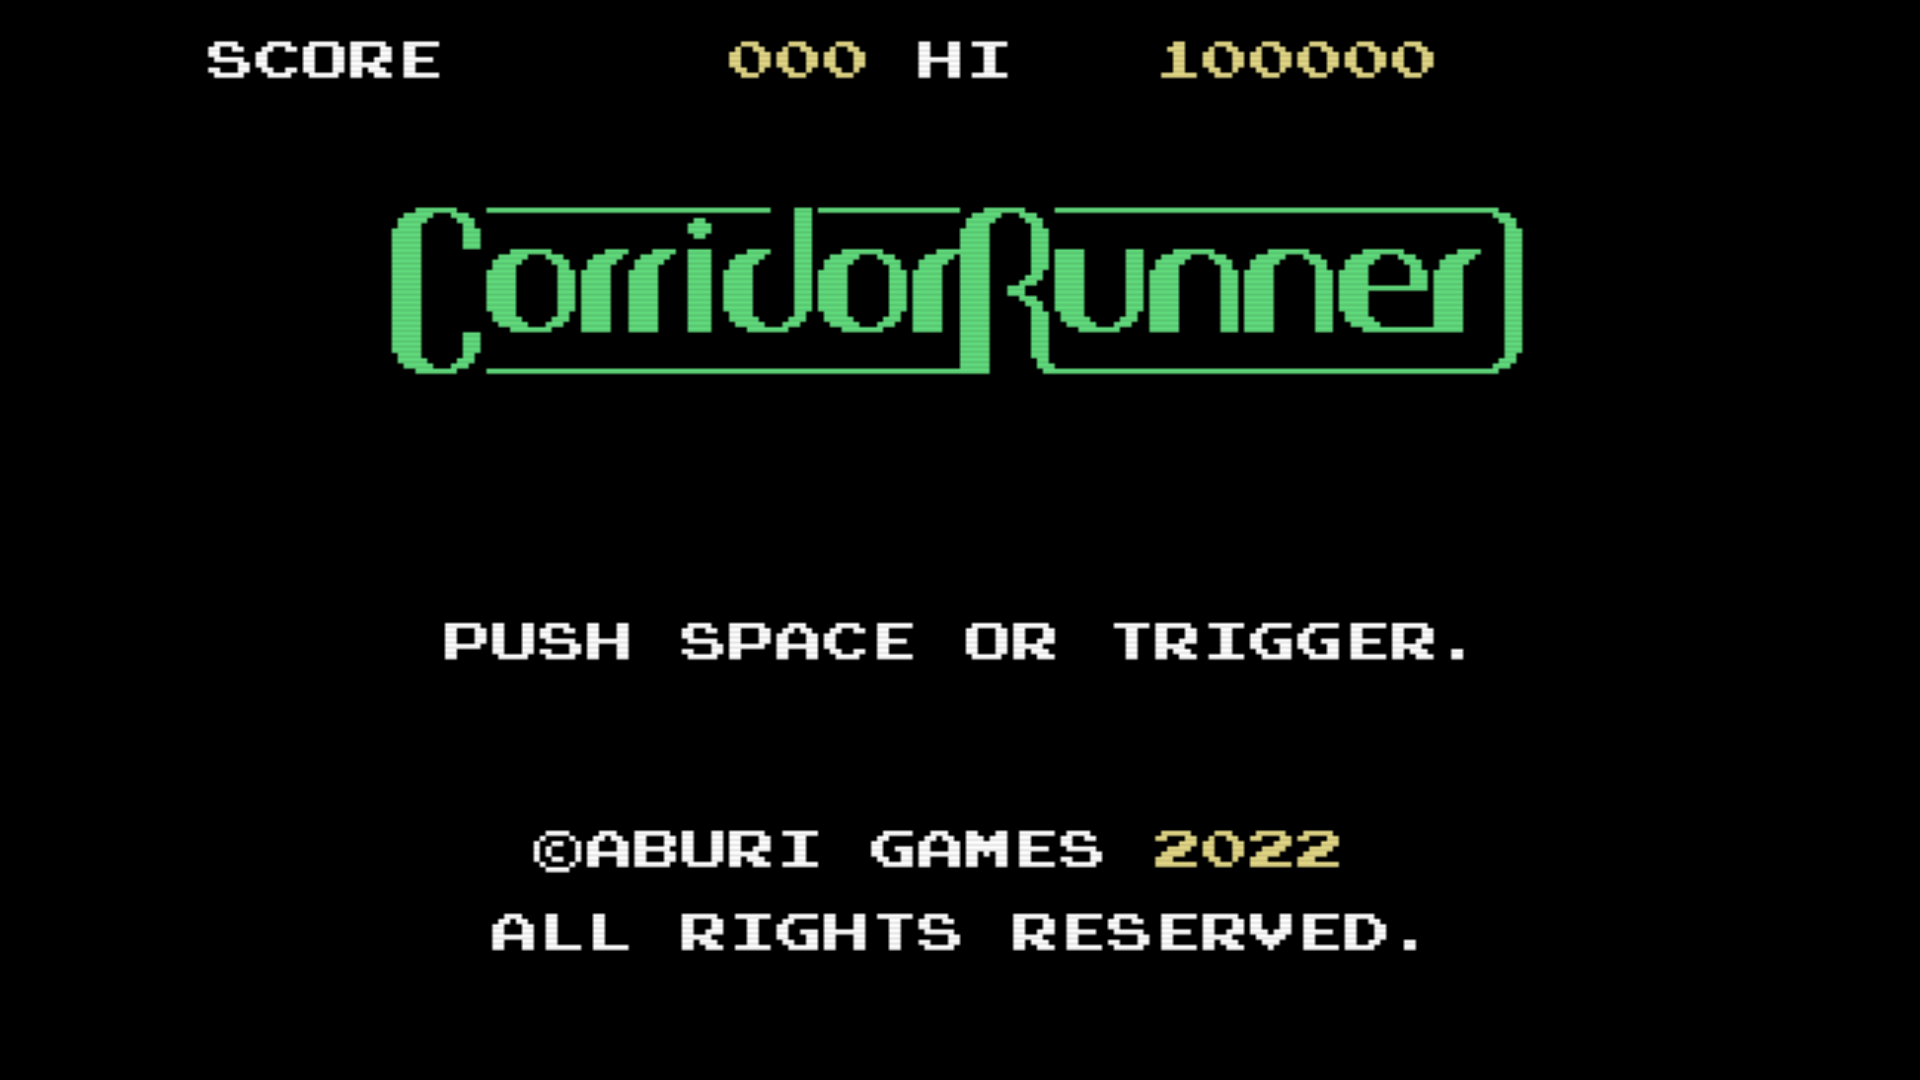 SCORE 000 HI 100000
CorridorRunner
PUSH SPACE OR TRIGGER.
©ABURI GAMES 2022
ALL RIGHTS RESERVED.